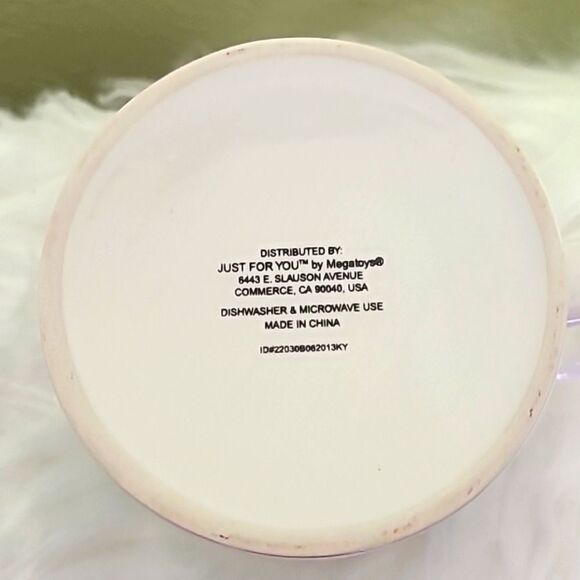 DISTRIBUTED BY:
JUST FOR YOU™ by Megatoys®
6443 E. SLAUSON AVENUE
COMMERCE, CA 90040, USA
DISHWASHER & MICROWAVE USE
MADE IN CHINA
ID#22030B062013KY